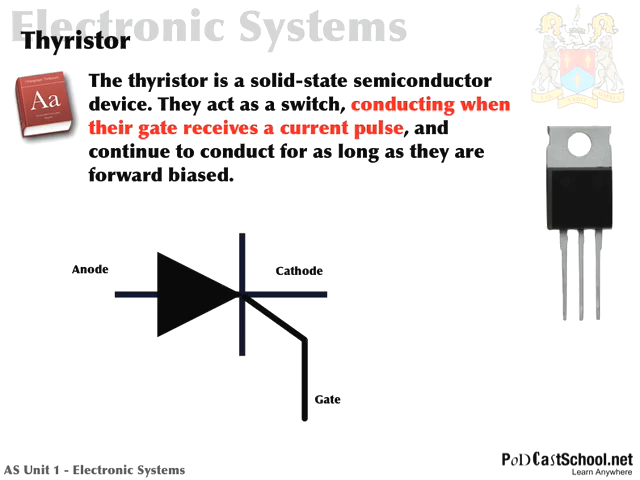 Electronic Systems
Thyristor
Aa
The thyristor is a solid-state semiconductor
device. They act as a switch, conducting when
their gate receives a current pulse, and
continue to conduct for as long as they are
forward biased.
Anode
Cathode
Gate
AS Unit 1 - Electronic Systems
PoDCastSchool.net
Learn Anywhere